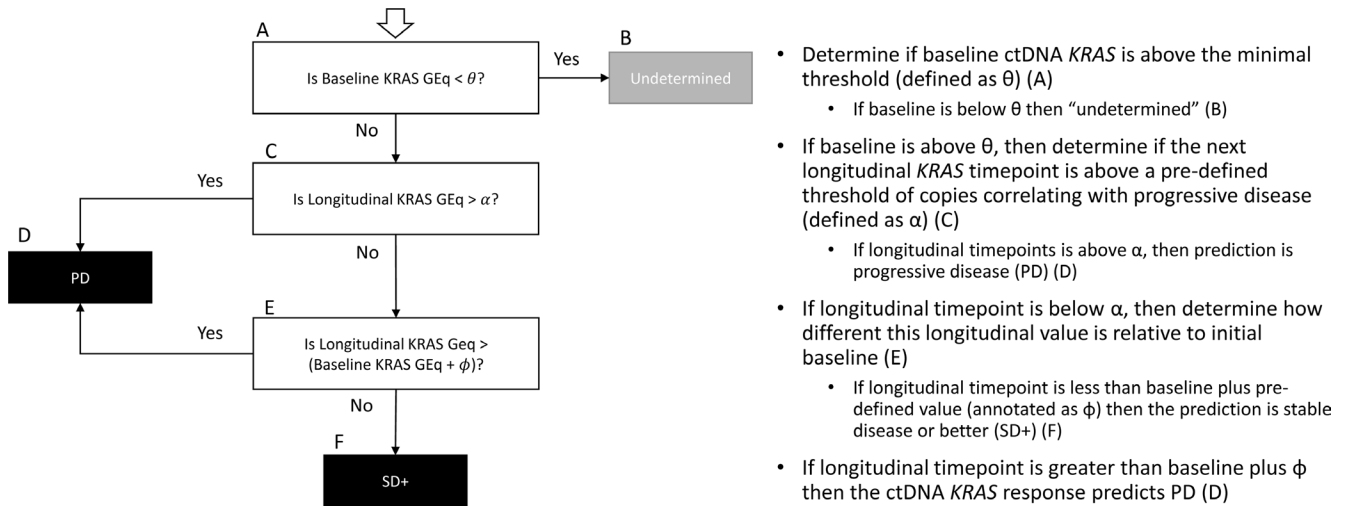 A
Is Baseline KRAS GEq < θ?
Yes
B
Undetermined
No
C
Is Longitudinal KRAS GEq > α?
Yes
D
PD
No
E
Is Longitudinal KRAS Geq >
(Baseline KRAS GEq + ϕ)?
Yes
No
F
SD+
• Determine if baseline ctDNA KRAS is above the minimal
threshold (defined as θ) (A)
• If baseline is below θ then “undetermined” (B)
• If baseline is above θ, then determine if the next
longitudinal KRAS timepoint is above a pre-defined
threshold of copies correlating with progressive disease
(defined as α) (C)
• If longitudinal timepoints is above α, then prediction is
progressive disease (PD) (D)
• If longitudinal timepoint is below α, then determine how
different this longitudinal value is relative to initial
baseline (E)
• If longitudinal timepoint is less than baseline plus pre-
defined value (annotated as ϕ) then the prediction is stable
disease or better (SD+) (F)
• If longitudinal timepoint is greater than baseline plus ϕ
then the ctDNA KRAS response predicts PD (D)